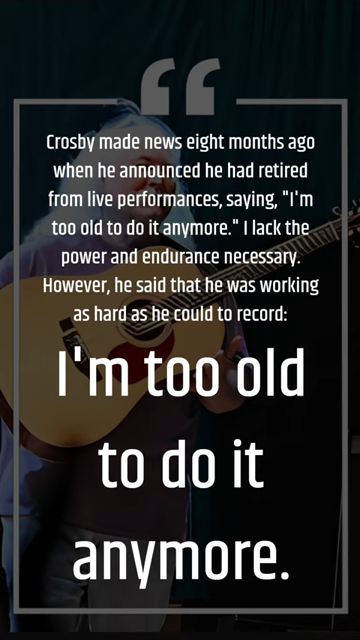 Crosby made news eight months ago
when he announced he had retired
from live performances, saying, "I'm
too old to do it anymore." I lack the
power and endurance necessary.
However, he said that he was working
as hard as he could to record:
I'm too old
to do it
anymore.